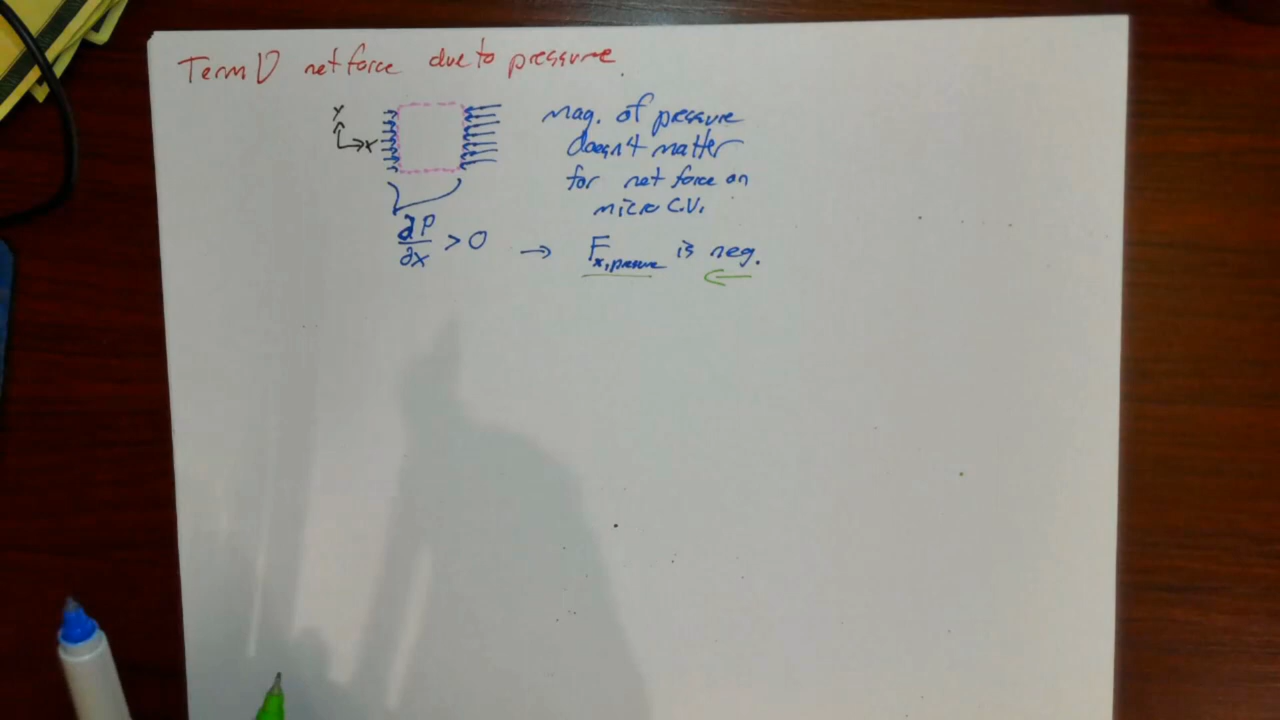 Term D net force due to pressure.
Y
X
mag. of pressure
doesn't matter
for net force on
micro C.V.
∂P/∂x > 0 → F x, pressure is neg.